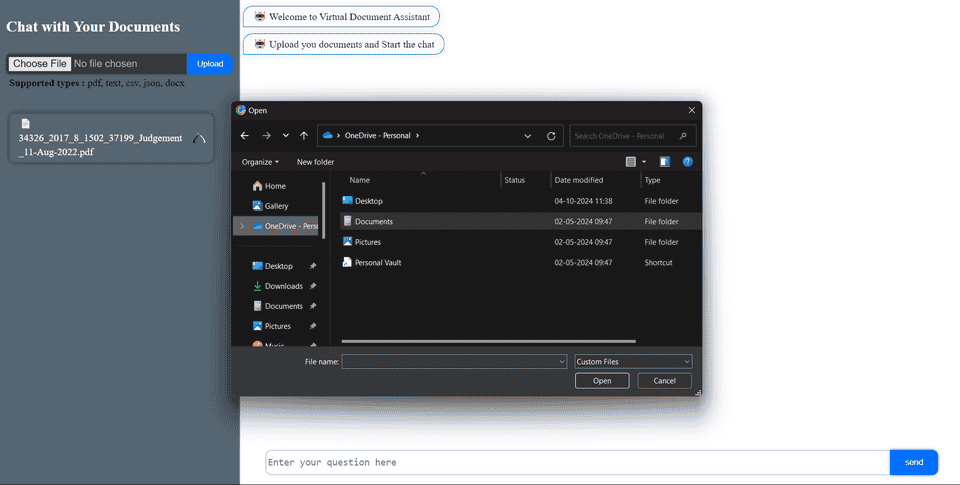 Chat with Your Documents
Choose File No file chosen Upload
Supported types : pdf, text, csv, json, docx
34326_2017_8_1502_37199_Judgement
_11-Aug-2022.pdf
Welcome to Virtual Document Assistant
Upload you documents and Start the chat
Open
OneDrive - Personal
Search OneDrive - Personal
Organize New folder
Home
Gallery
OneDrive - Perso
Desktop
Downloads
Documents
Pictures
Music
Name Status Date modified Type
Desktop 04-10-2024 11:38 File folder
Documents 02-05-2024 09:47 File folder
Pictures 02-05-2024 09:47 File folder
Personal Vault 02-05-2024 09:47 Shortcut
File name: Custom Files
Open Cancel
Enter your question here send